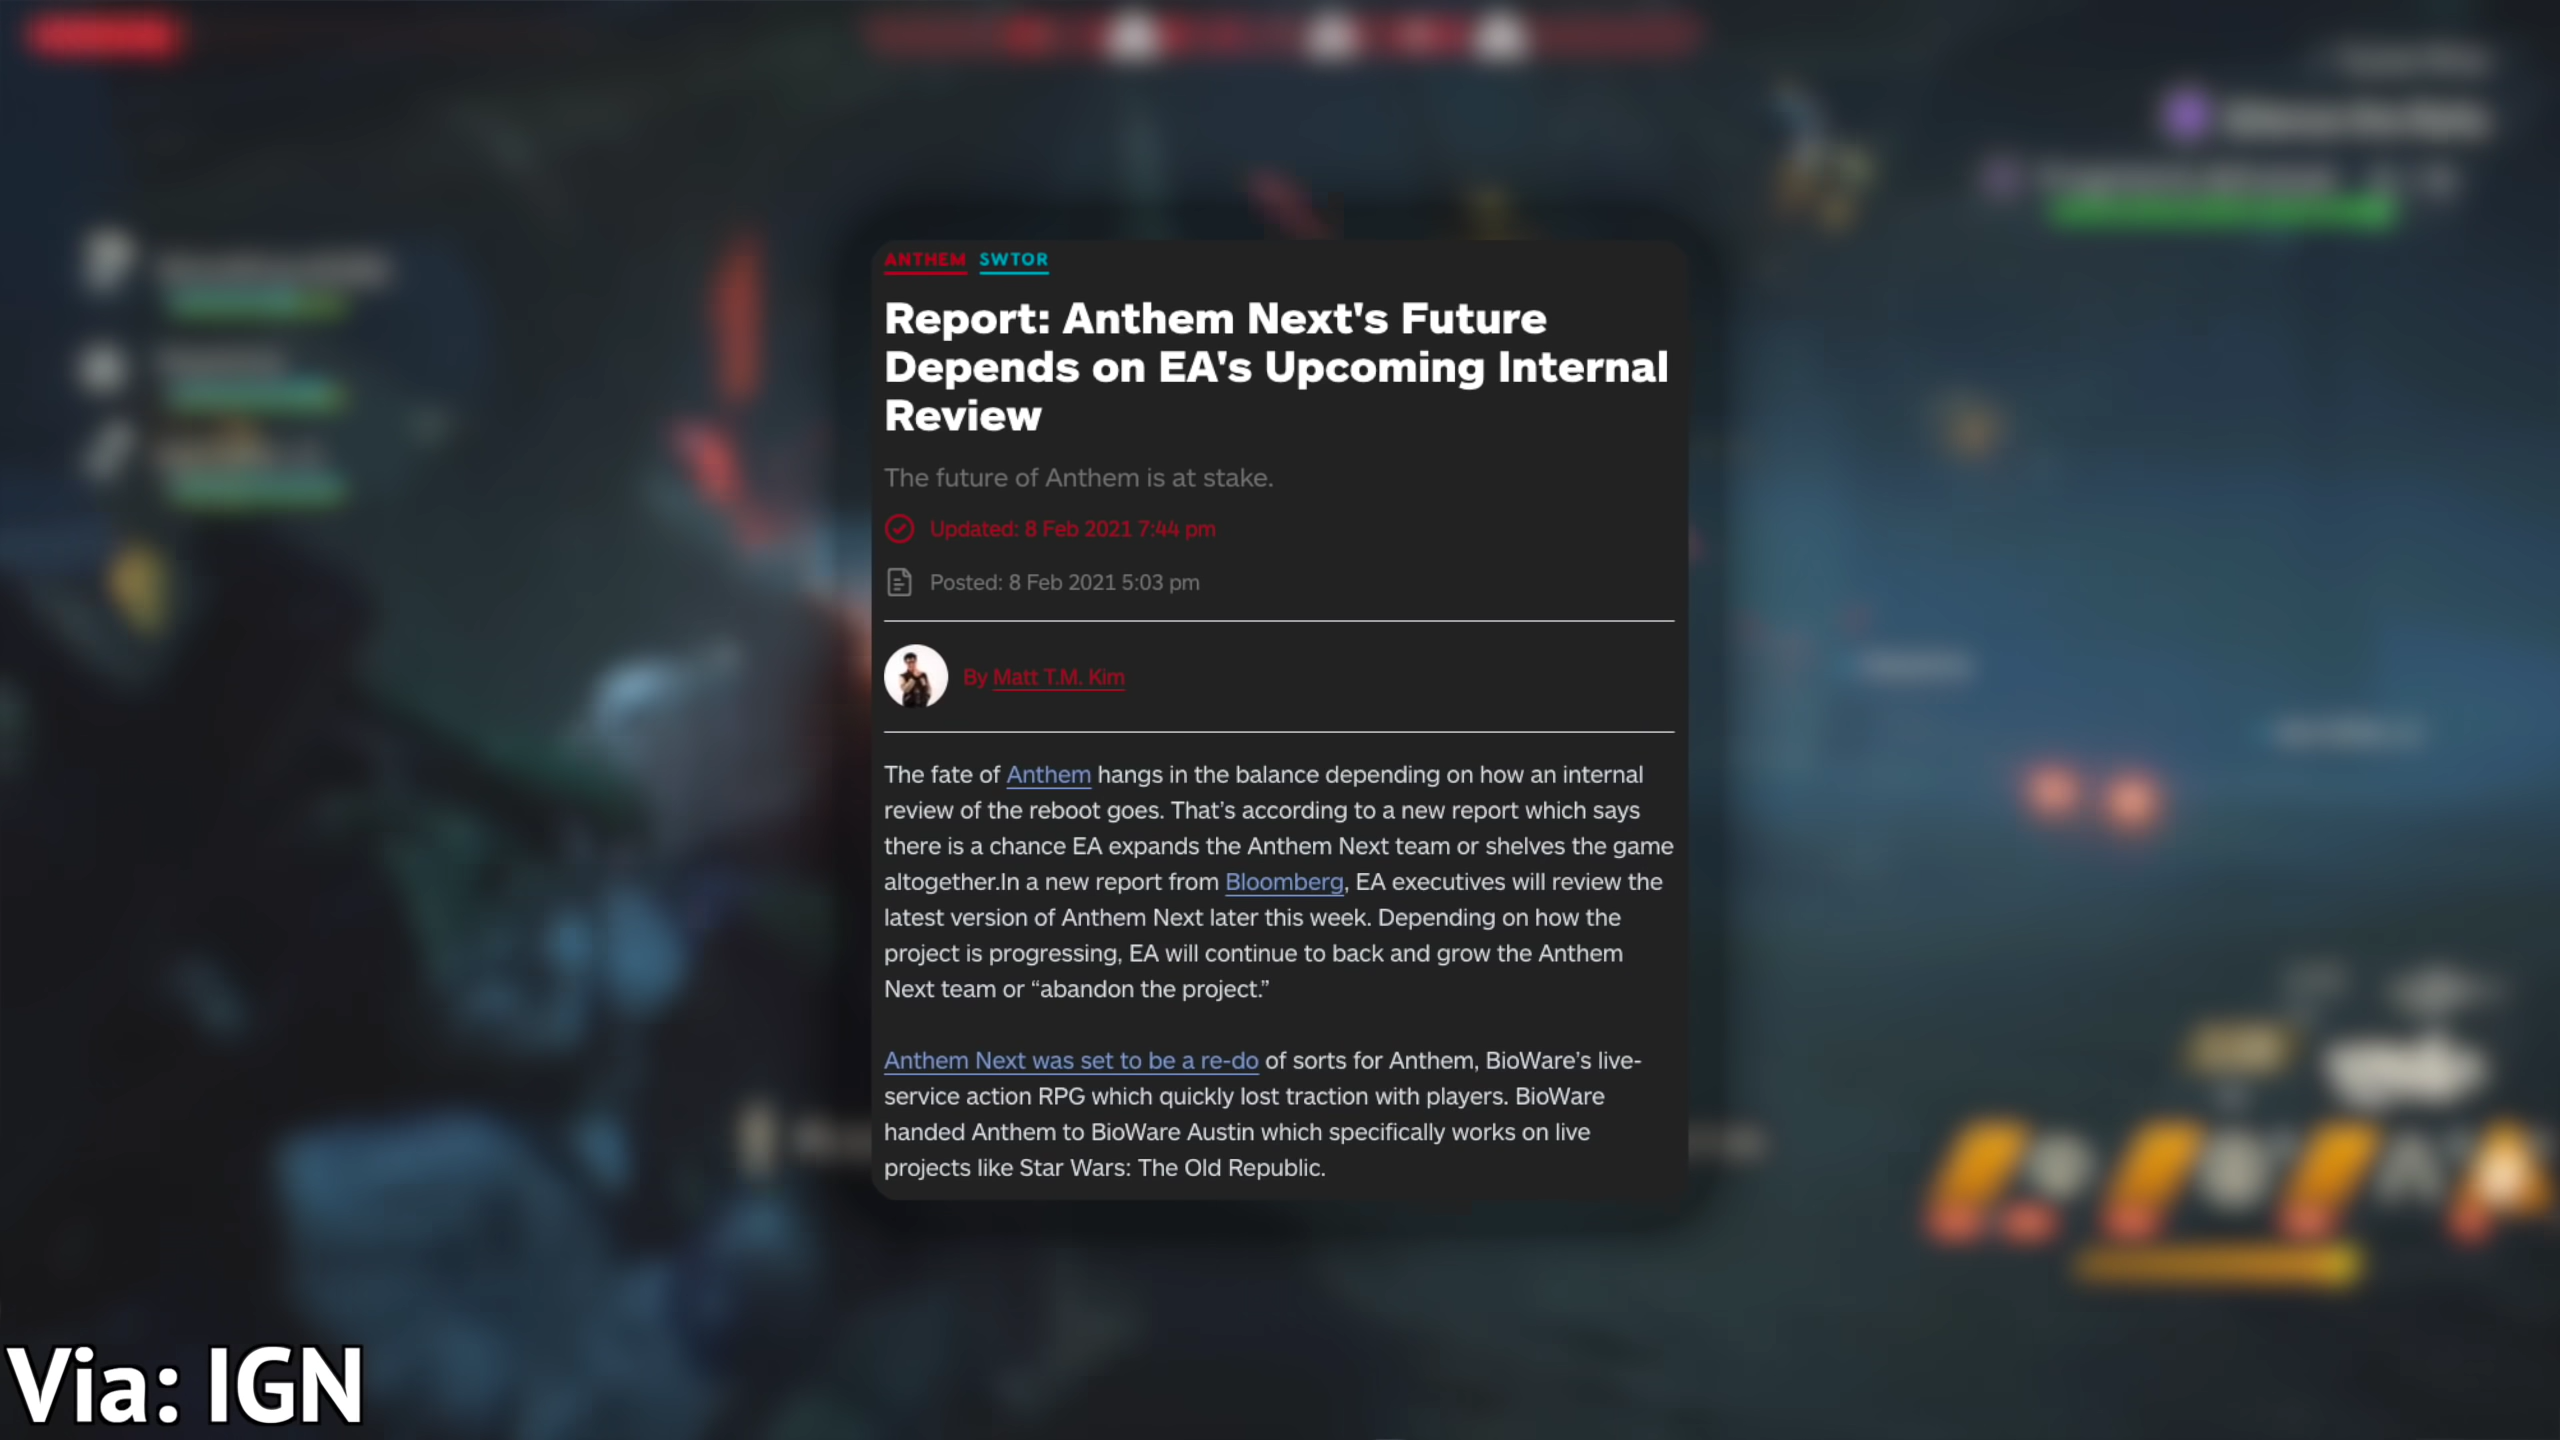 ANTHEM SWTOR
Report: Anthem Next's Future
Depends on EA's Upcoming Internal
Review
The future of Anthem is at stake.
Updated: 8 Feb 2021 7:44 pm
Posted: 8 Feb 2021 5:03 pm
By Matt T.M. Kim
The fate of Anthem hangs in the balance depending on how an internal
review of the reboot goes. That’s according to a new report which says
there is a chance EA expands the Anthem Next team or shelves the game
altogether.In a new report from Bloomberg, EA executives will review the
latest version of Anthem Next later this week. Depending on how the
project is progressing, EA will continue to back and grow the Anthem
Next team or “abandon the project.”
Anthem Next was set to be a re-do of sorts for Anthem, BioWare’s live-
service action RPG which quickly lost traction with players. BioWare
handed Anthem to BioWare Austin which specifically works on live
projects like Star Wars: The Old Republic.
Via: IGN